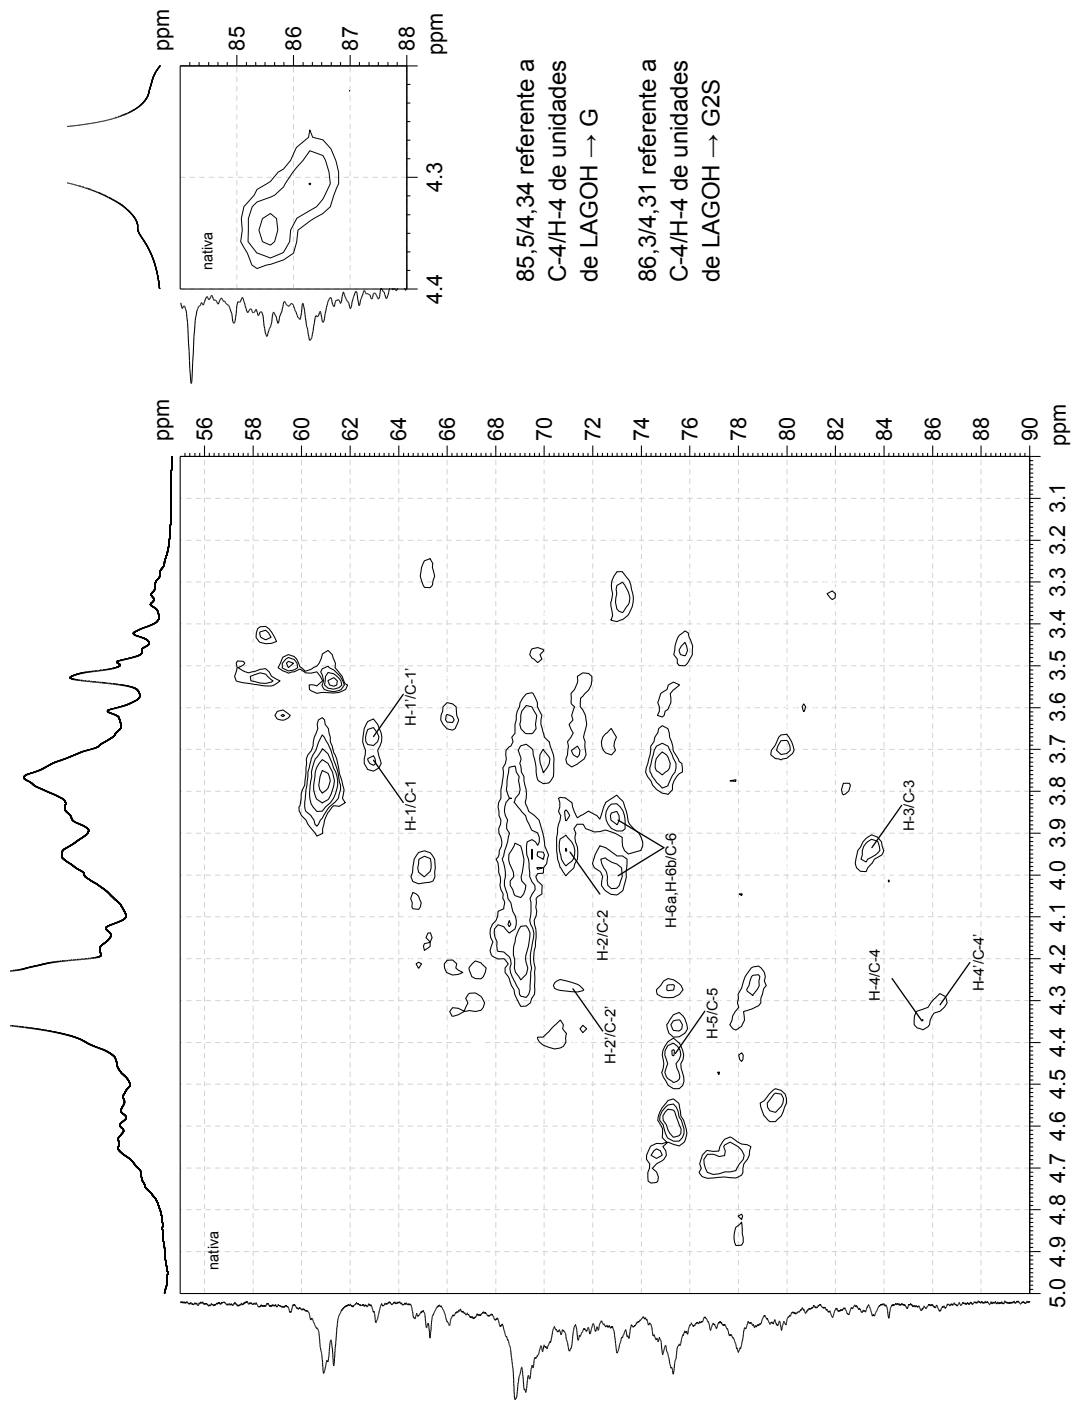 ppm
85
86
87
88
ppm
4.3
4.4
nativa
85,5/4,34 referente a
C-4/H-4 de unidades
de LAGOH → G
86,3/4,31 referente a
C-4/H-4 de unidades
de LAGOH → G2S
ppm
56
58
60
62
64
66
68
70
72
74
76
78
80
82
84
86
88
90
ppm
5.0 4.9 4.8 4.7 4.6 4.5 4.4 4.3 4.2 4.1 4.0 3.9 3.8 3.7 3.6 3.5 3.4 3.3 3.2 3.1
nativa
H-1/C-1
H-1'/C-1'
H-2/C-2
H-2'/C-2'
H-6a,H-6b/C-6
H-5/C-5
H-3/C-3
H-4/C-4
H-4'/C-4'